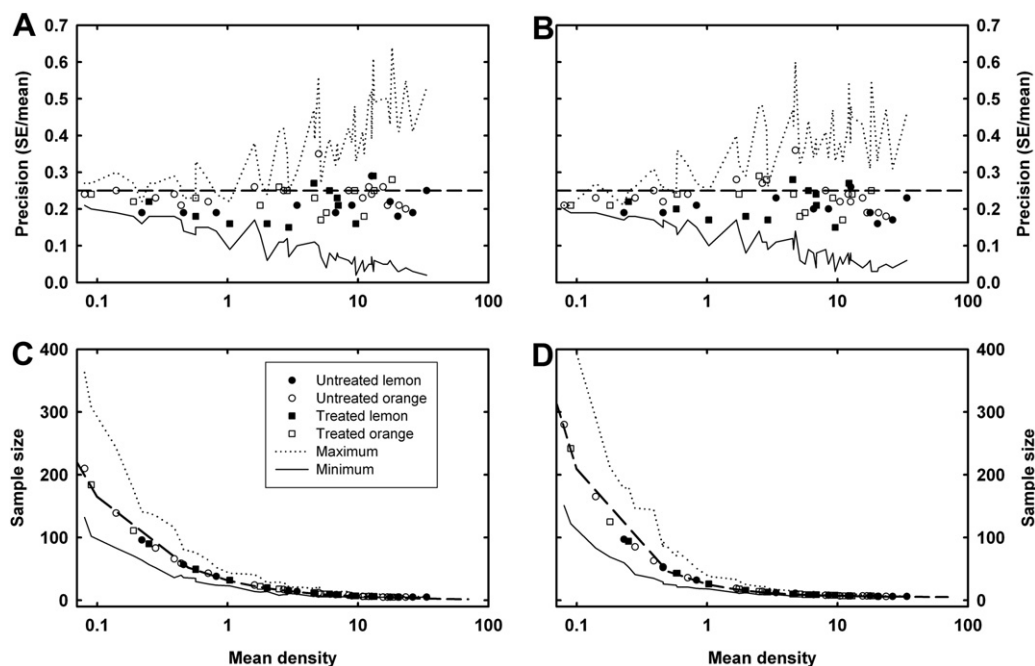 A
B
0.7
0.6
0.5
0.4
0.3
0.2
0.1
0.0
Precision (SE/mean)
0.1 1 10 100
0.1 1 10 100
0.7
0.6
0.5
0.4
0.3
0.2
0.1
0.0
Precision (SE/mean)
C
D
400
300
200
100
0
Sample size
Untreated lemon
Untreated orange
Treated lemon
Treated orange
Maximum
Minimum
400
300
200
100
0
Sample size
0.1 1 10 100
0.1 1 10 100
Mean density
Mean density